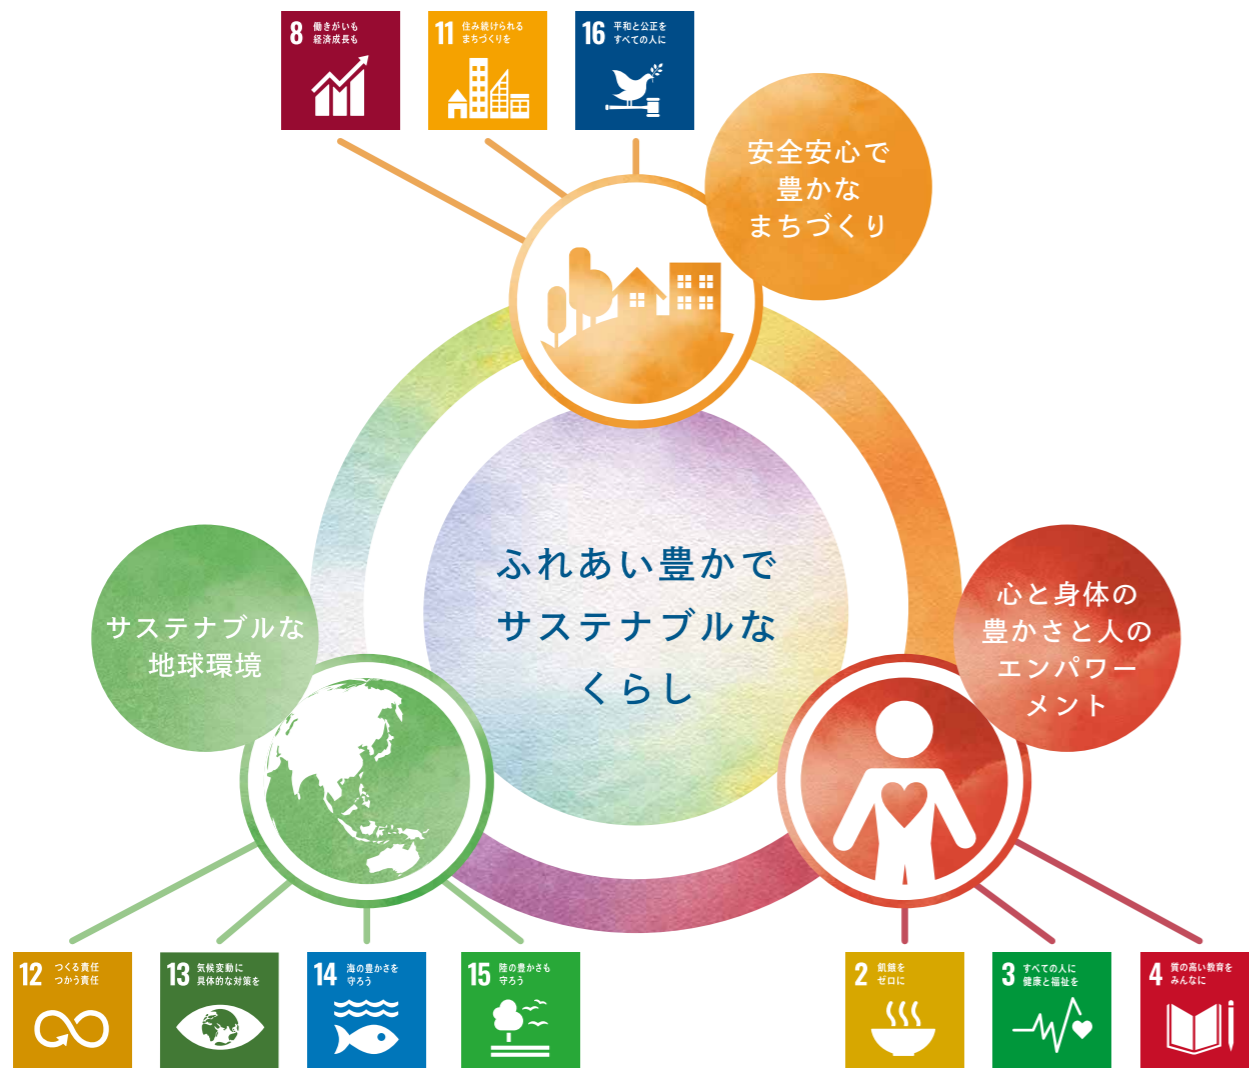 8 働きがいも
経済成長も
11 住み続けられる
まちづくりを
16 平和と公正を
すべての人に
安全安心で
豊かな
まちづくり
ふれあい豊かで
サステナブルな
くらし
サステナブルな
地球環境
心と身体の
豊かさと人の
エンパワー
メント
12 つくる責任
つかう責任
13 気候変動に
具体的な対策を
14 海の豊かさを
守ろう
15 陸の豊かさも
守ろう
2 飢餓を
ゼロに
3 すべての人に
健康と福祉を
4 質の高い教育を
みんなに